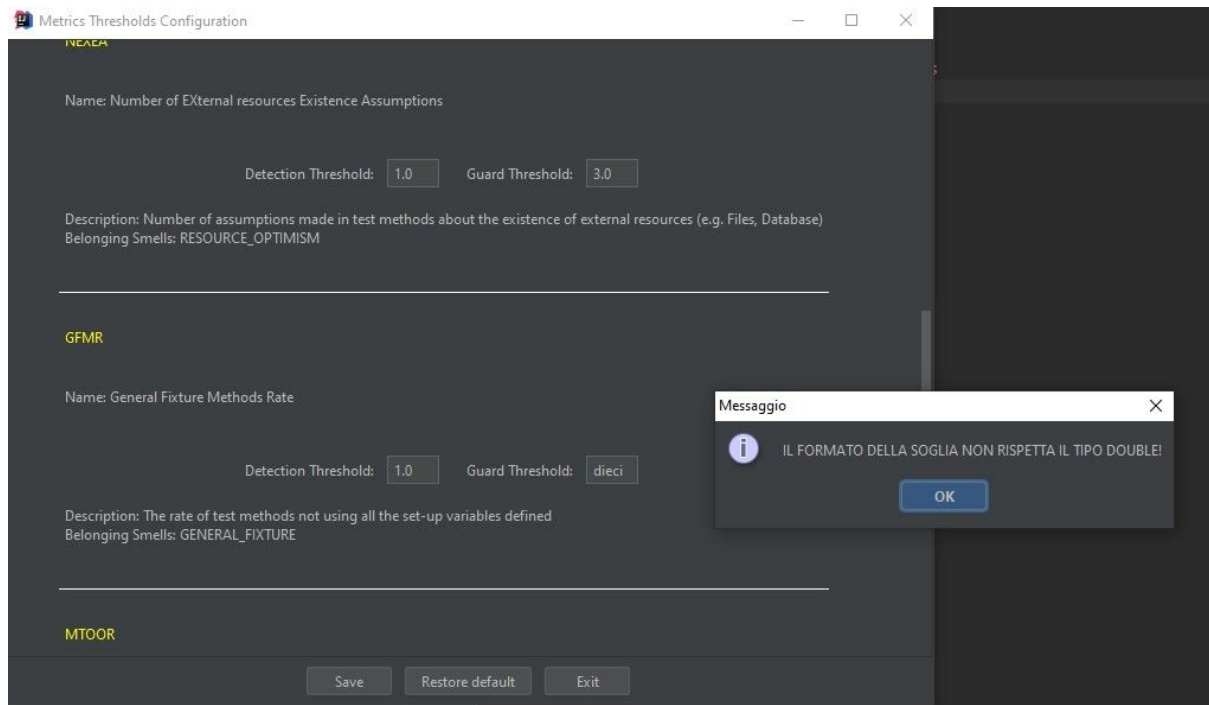 Metrics Thresholds Configuration
NEXEA
Name: Number of EXternal resources Existence Assumptions
Detection Threshold: 1.0 Guard Threshold: 3.0
Description: Number of assumptions made in test methods about the existence of external resources (e.g. Files, Database)
Belonging Smells: RESOURCE_OPTIMISM
GFMR
Name: General Fixture Methods Rate
Detection Threshold: 1.0 Guard Threshold: dieci
Description: The rate of test methods not using all the set-up variables defined
Belonging Smells: GENERAL_FIXTURE
MTOOR
Save Restore default Exit
Messaggio
IL FORMATO DELLA SOGLIA NON RISPETTA IL TIPO DOUBLE!
OK